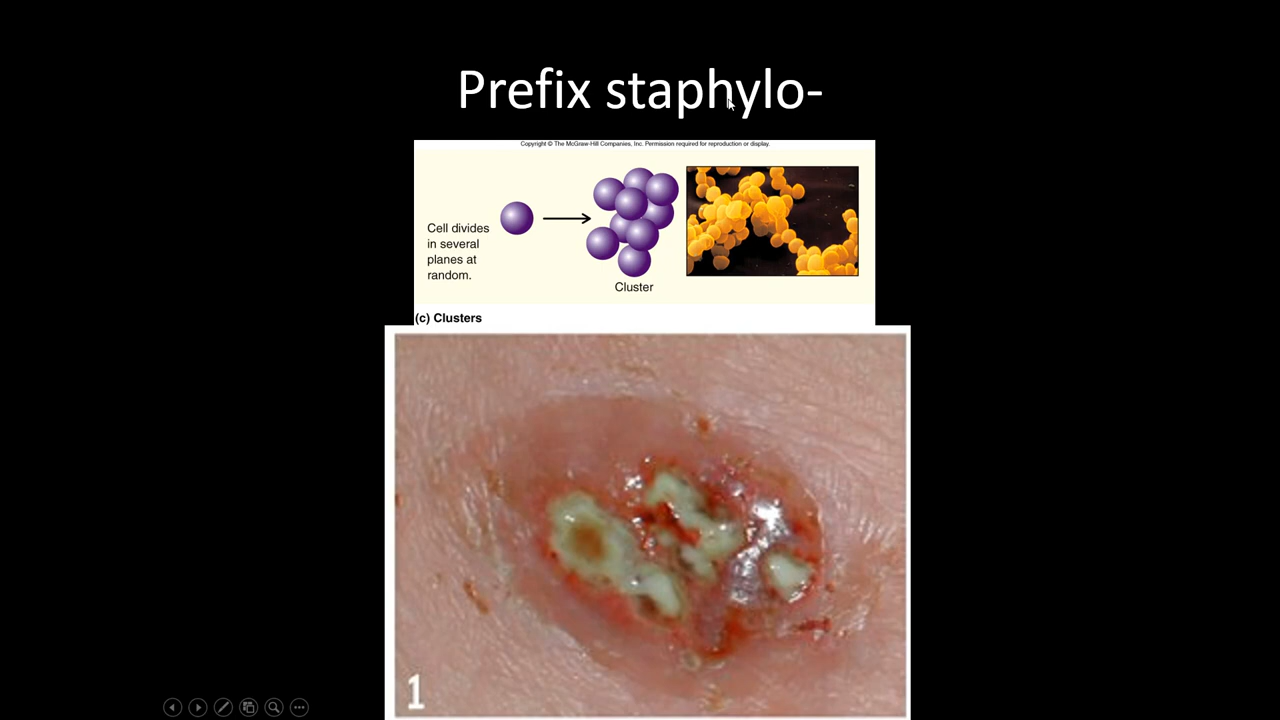 Prefix staphylo-
Copyright © The McGraw-Hill Companies, Inc. Permission required for reproduction or display.
Cell divides
in several
planes at
random.
Cluster
(c) Clusters
1